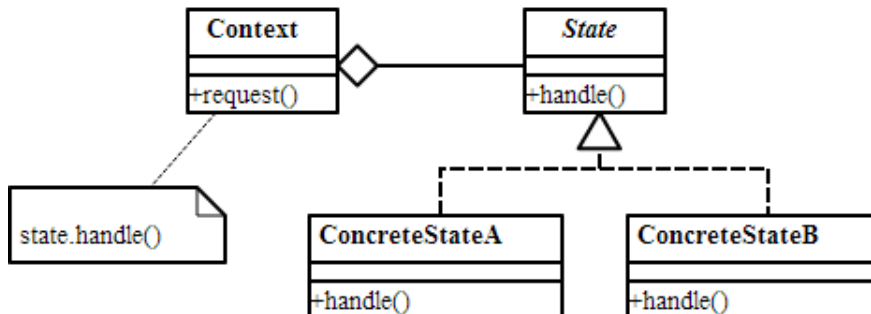 Context
State
+request()
+handle()
state.handle()
ConcreteStateA
ConcreteStateB
+handle()
+handle()